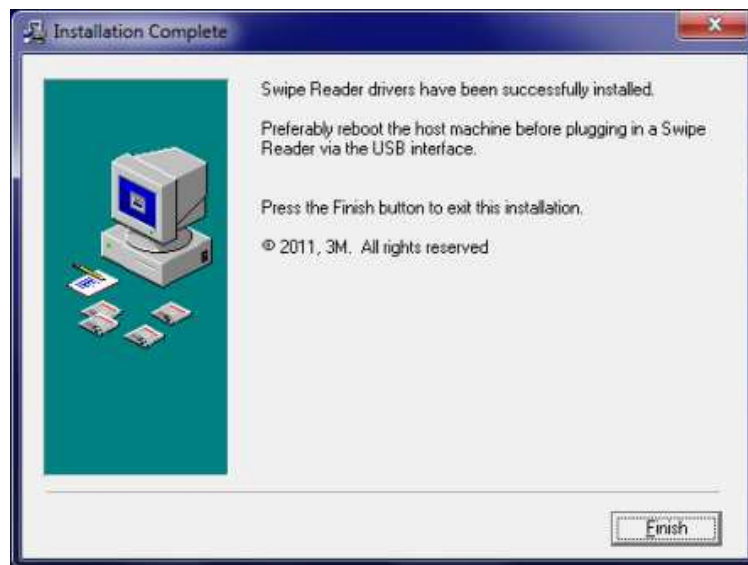 Installation Complete
Swipe Reader drivers have been successfully installed.
Preferably reboot the host machine before plugging in a Swipe
Reader via the USB interface.
Press the Finish button to exit this installation.
© 2011, 3M. All rights reserved
Finish